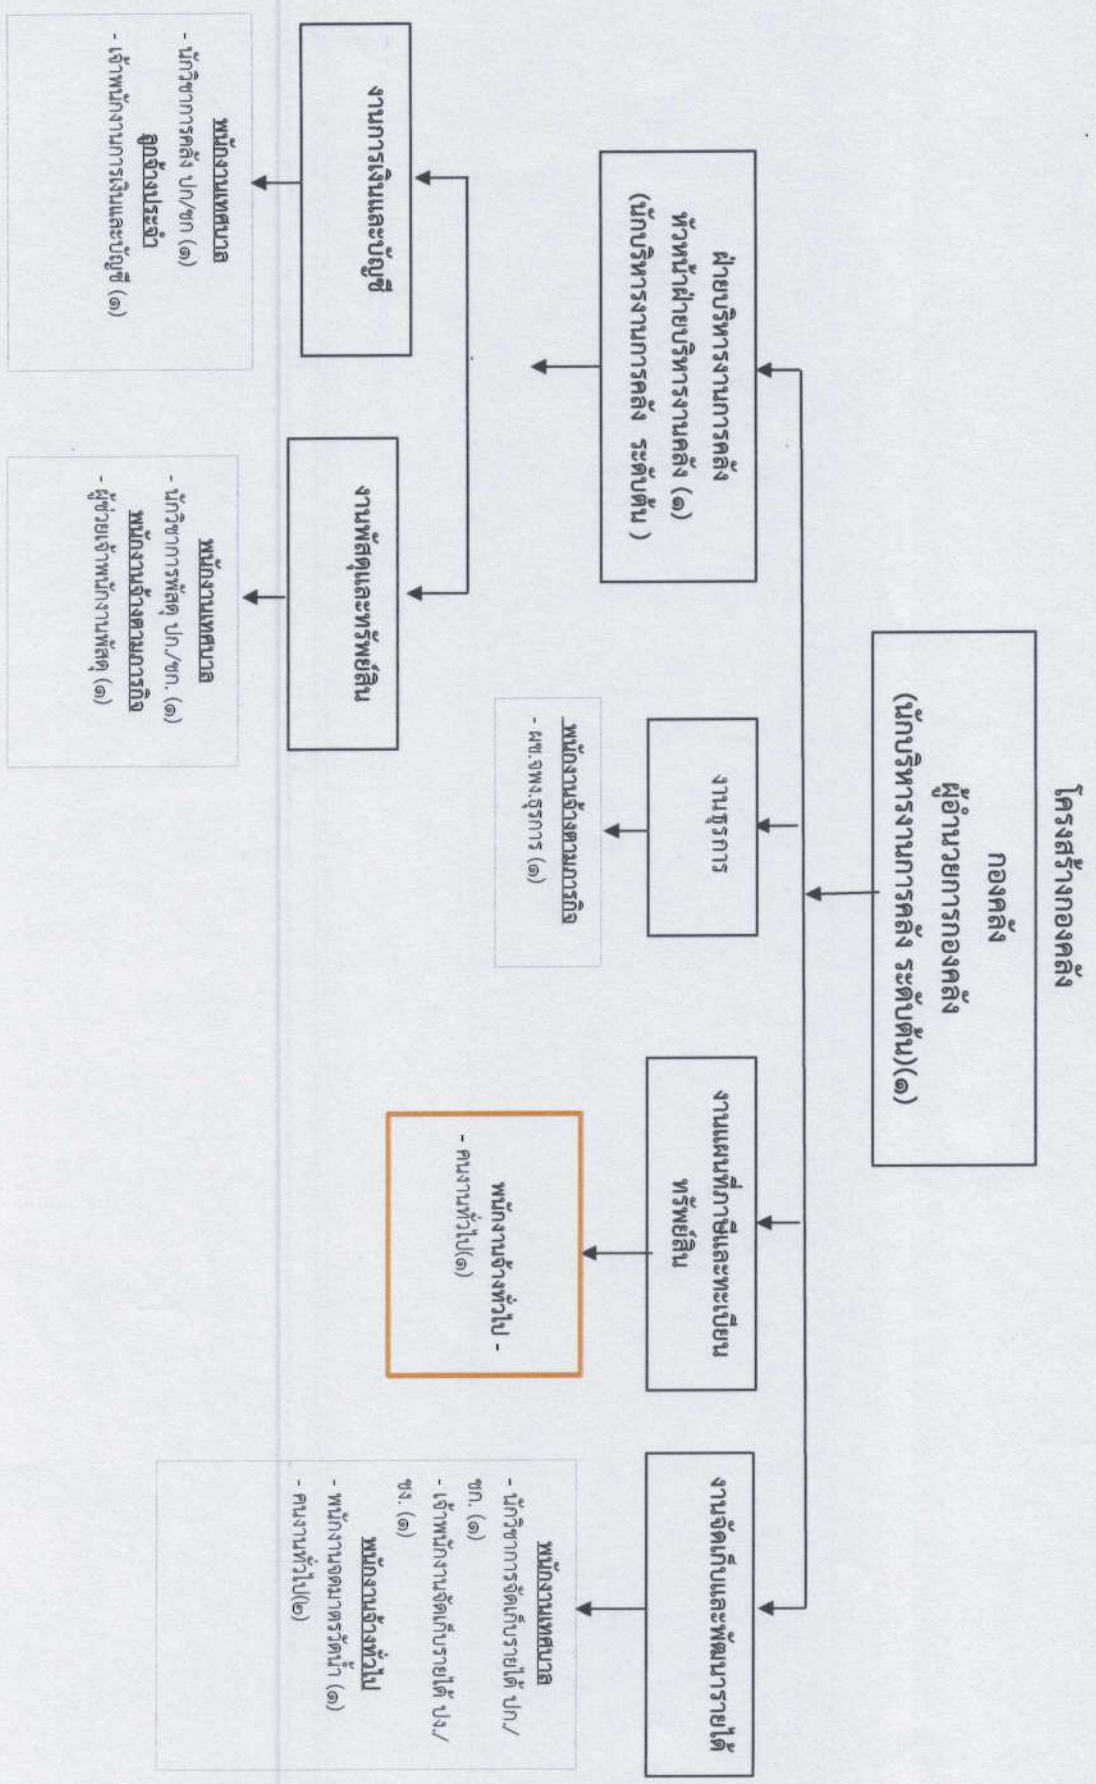 โครงสร้างกองคลัง
กองคลัง
ผู้อำนวยการกองคลัง
(นักบริหารงานการคลัง ระดับต้น)(๑)
ฝ่ายบริหารงานการคลัง
หัวหน้าฝ่ายบริหารงานคลัง (๑)
(นักบริหารงานการคลัง ระดับต้น )
งานธุรการ
งานแผนที่ภาษีและทะเบียน
ทรัพย์สิน
งานจัดเก็บและพัฒนารายได้
พนักงานจ้างตามภารกิจ
- ผช.จพง.ธุรการ (๑)
พนักงานจ้างทั่วไป -
- คนงานทั่วไป(๑)
พนักงานเทศบาล
- นักวิชาการจัดเก็บรายได้ ปก./
ชก. (๑)
- เจ้าพนักงานจัดเก็บรายได้ ปง./
ชง. (๑)
พนักงานจ้างทั่วไป
- พนักงานจดมาตรวัดน้ำ (๑)
- คนงานทั่วไป(๒)
งานการเงินและบัญชี
งานพัสดุและทรัพย์สิน
พนักงานเทศบาล
- นักวิชาการคลัง ปก/ชก (๑)
ลูกจ้างประจำ
- เจ้าพนักงานการเงินและบัญชี (๑)
พนักงานเทศบาล
- นักวิชาการพัสดุ ปก./ชก. (๑)
พนักงานจ้างตามภารกิจ
- ผู้ช่วยเจ้าพนักงานพัสดุ (๑)